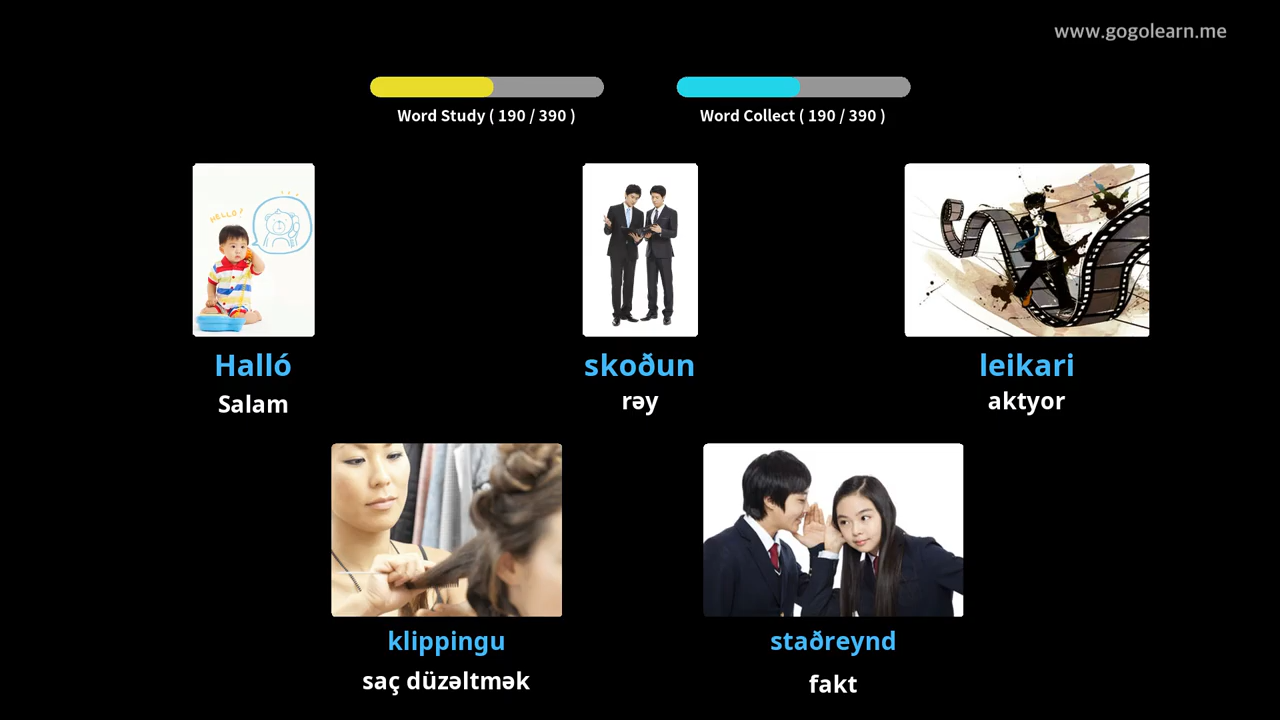 www.gogolearn.me
Word Study ( 190 / 390 )
Word Collect ( 190 / 390 )
HELLO!
Halló
Salam
skoðun
rəy
leikari
aktyor
klippingu
saç düzəltmək
staðreynd
fakt